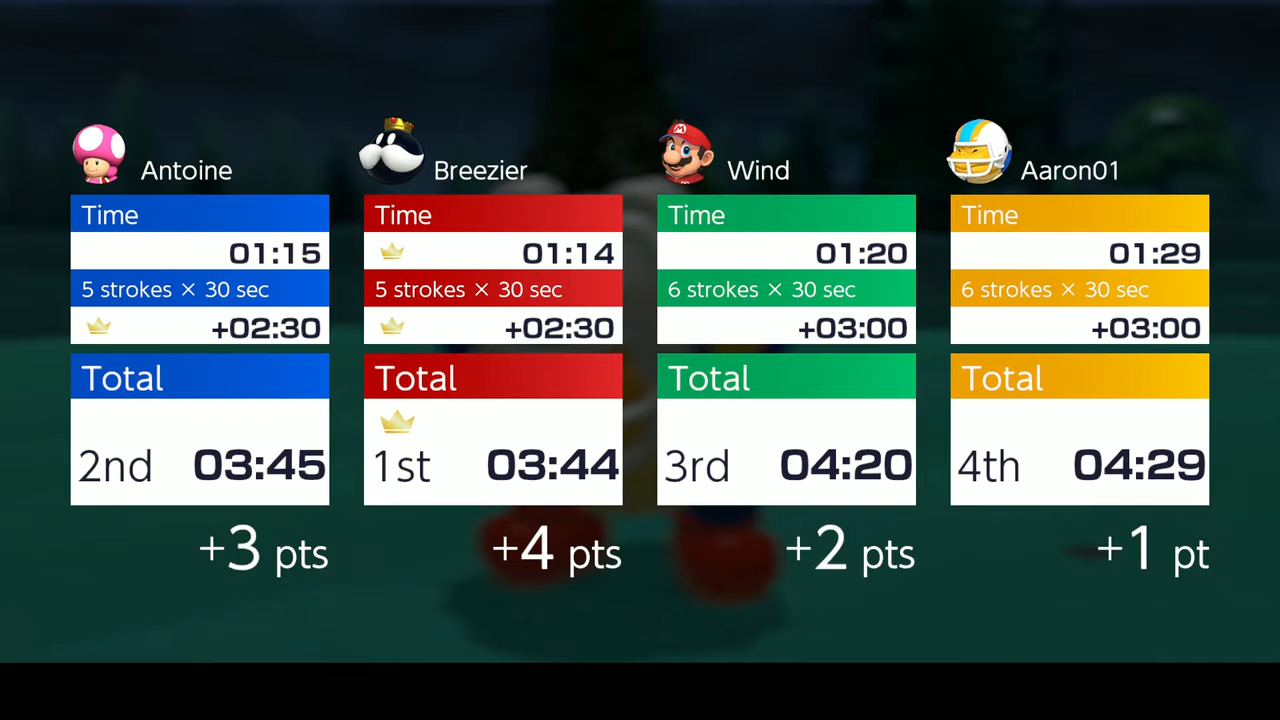 Antoine
Time
01:15
5 strokes × 30 sec
+02:30
Total
2nd 03:45
+3 pts
Breezier
Time
01:14
5 strokes × 30 sec
+02:30
Total
1st 03:44
+4 pts
M
Wind
Time
01:20
6 strokes × 30 sec
+03:00
Total
3rd 04:20
+2 pts
Aaron01
Time
01:29
6 strokes × 30 sec
+03:00
Total
4th 04:29
+1 pt